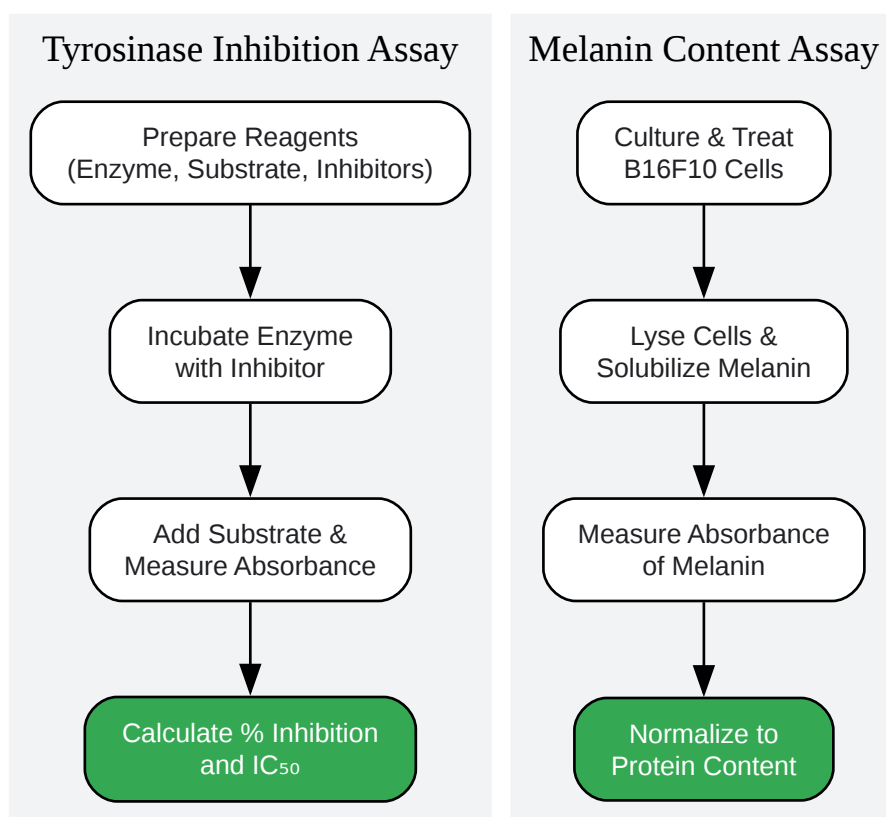 Tyrosinase Inhibition Assay
Prepare Reagents
(Enzyme, Substrate, Inhibitors)
Incubate Enzyme
with Inhibitor
Add Substrate &
Measure Absorbance
Calculate % Inhibition
and IC₅₀
Melanin Content Assay
Culture & Treat
B16F10 Cells
Lyse Cells &
Solubilize Melanin
Measure Absorbance
of Melanin
Normalize to
Protein Content